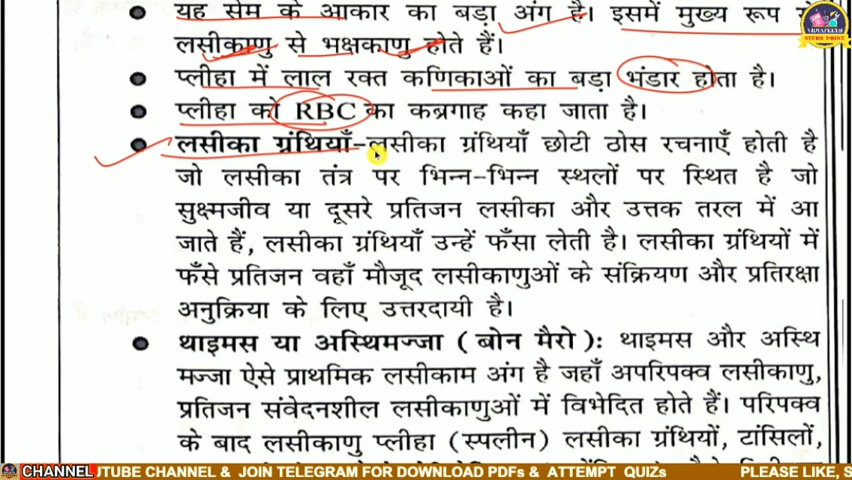 यह सेम के आकार का बड़ा अंग है। इसमें मुख्य रूप से
लसीकाणु से भक्षकाणु होते हैं।
प्लीहा में लाल रक्त कणिकाओं का बड़ा भंडार होता है।
प्लीहा को RBC का कब्रगाह कहा जाता है।
लसीका ग्रंथियाँ-लसीका ग्रंथियाँ छोटी ठोस रचनाएँ होती है
जो लसीका तंत्र पर भिन्न-भिन्न स्थलों पर स्थित है जो
सुक्ष्मजीव या दूसरे प्रतिजन लसीका और उत्तक तरल में आ
जाते हैं, लसीका ग्रंथियाँ उन्हें फँसा लेती है। लसीका ग्रंथियों में
फँसे प्रतिजन वहाँ मौजूद लसीकाणुओं के संक्रियण और प्रतिरक्षा
अनुक्रिया के लिए उत्तरदायी है।
थाइमस या अस्थिमज्जा (बोन मैरो): थाइमस और अस्थि
मज्जा ऐसे प्राथमिक लसीकाम अंग है जहाँ अपरिपक्व लसीकाणु,
प्रतिजन संवेदनशील लसीकाणुओं में विभेदित होते हैं। परिपक्व
के बाद लसीकाणु प्लीहा (स्पलीन) लसीका ग्रंथियों, टांसिलों,
STUDY POINT
CHANNEL UTUBE CHANNEL & JOIN TELEGRAM FOR DOWNLOAD PDFs & ATTEMPT QUIZs PLEASE LIKE, S